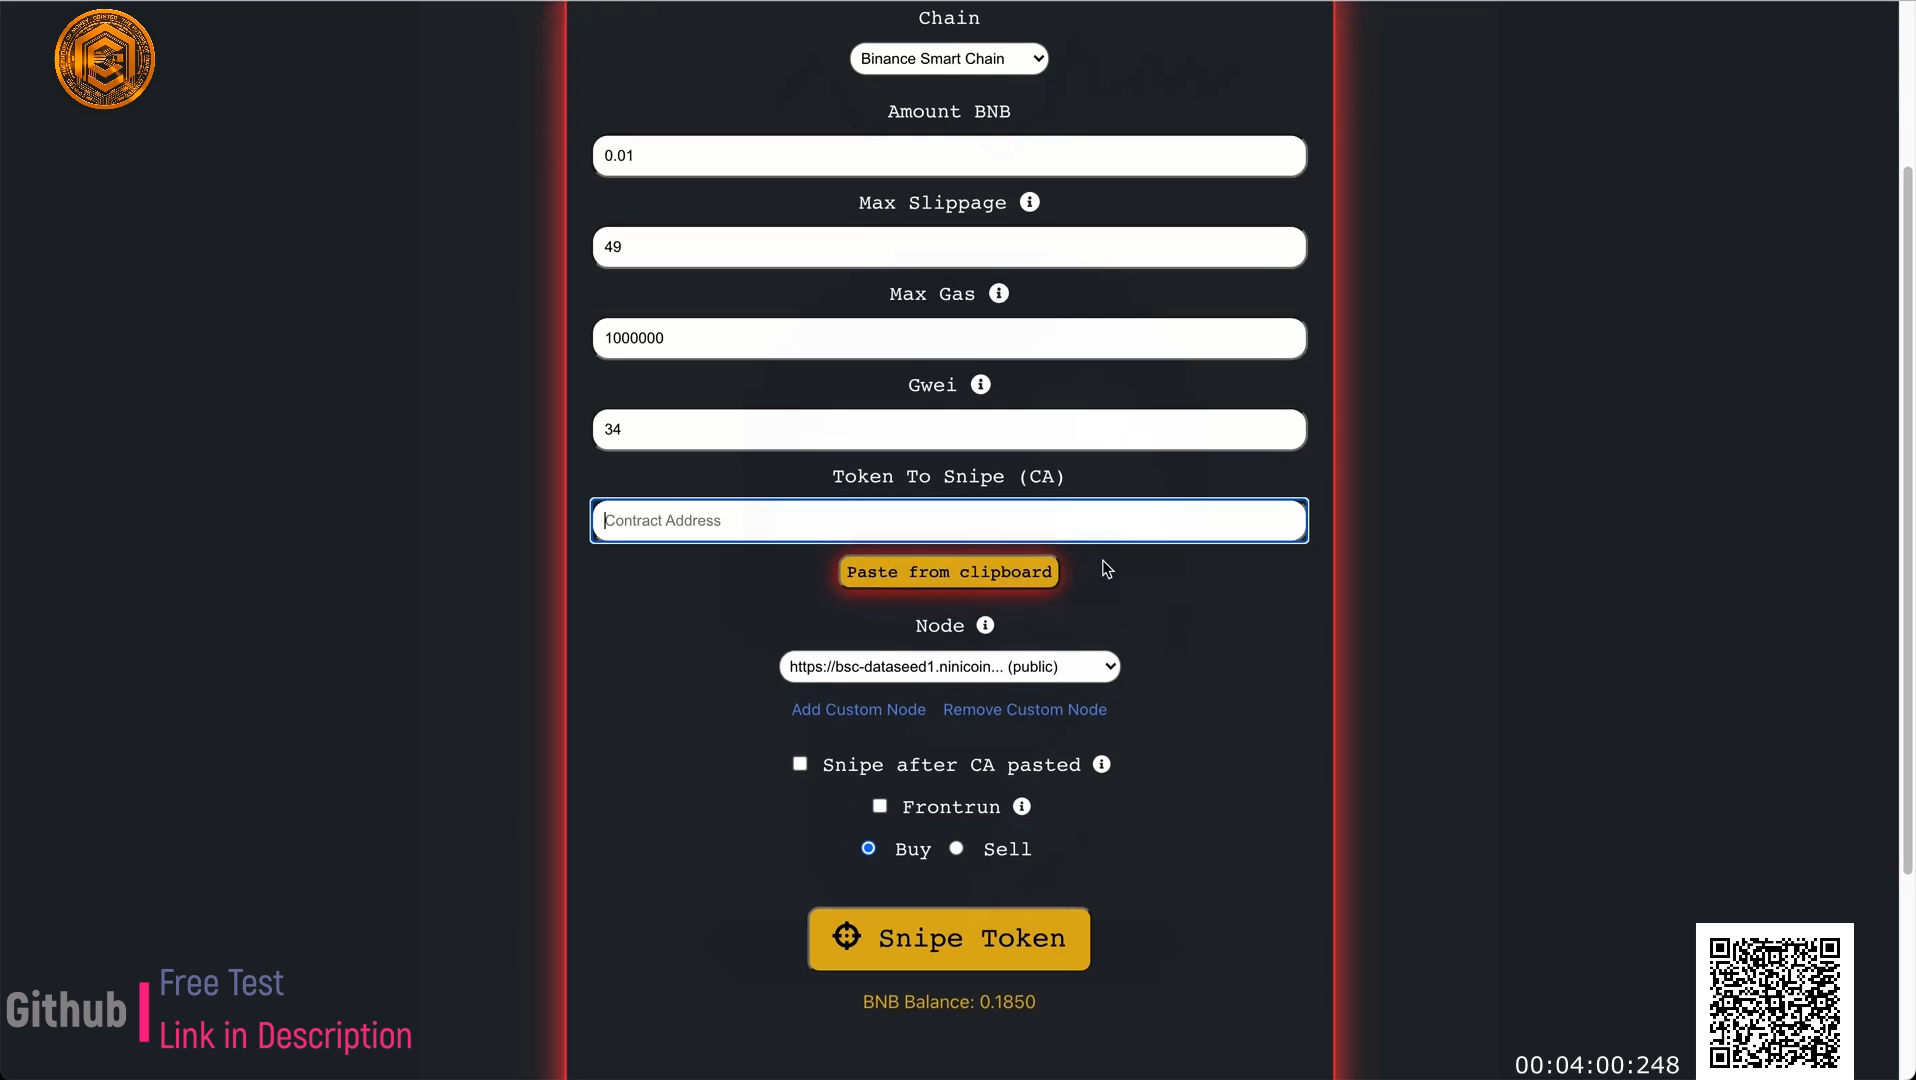 Chain
Binance Smart Chain
Amount BNB
0.01
Max Slippage
49
Max Gas
1000000
Gwei
34
Token To Snipe (CA)
Contract Address
Paste from clipboard
Node
https://bsc-dataseed1.ninicoin... (public)
Add Custom Node Remove Custom Node
Snipe after CA pasted
Frontrun
Buy Sell
Snipe Token
BNB Balance: 0.1850
Github
Free Test
Link in Description
00:04:00:248